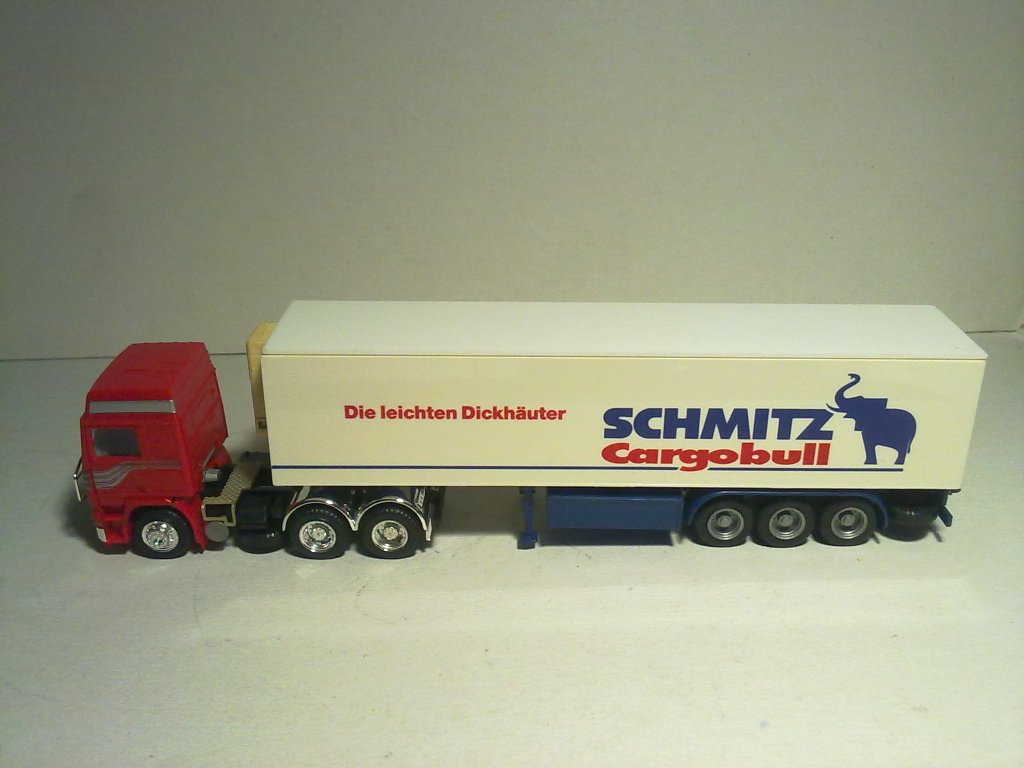 Die leichten Dickhäuter
SCHMITZ
Cargobull